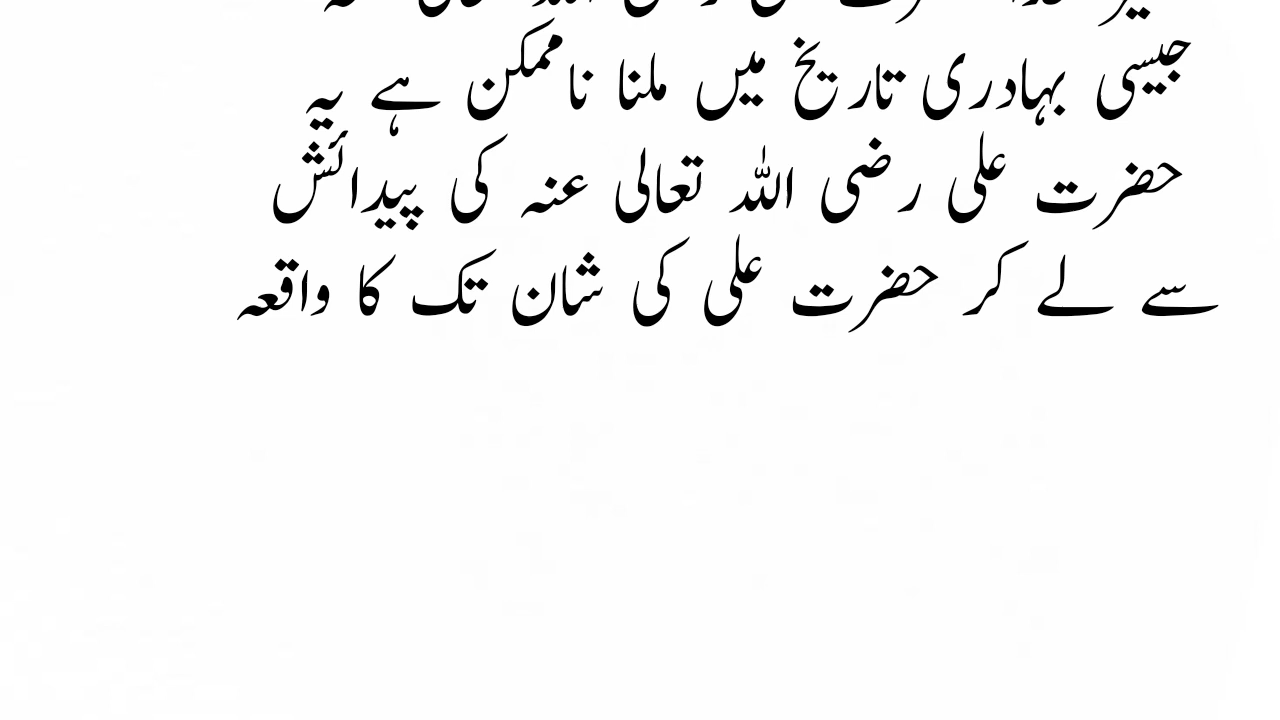 جیسی بہادری تاریخ میں ملنا ناممکن ہے یہ
حضرت علی رضی اللہ تعالی عنہ کی پیدائش
سے لے کر حضرت علی کی شان تک کا واقعہ